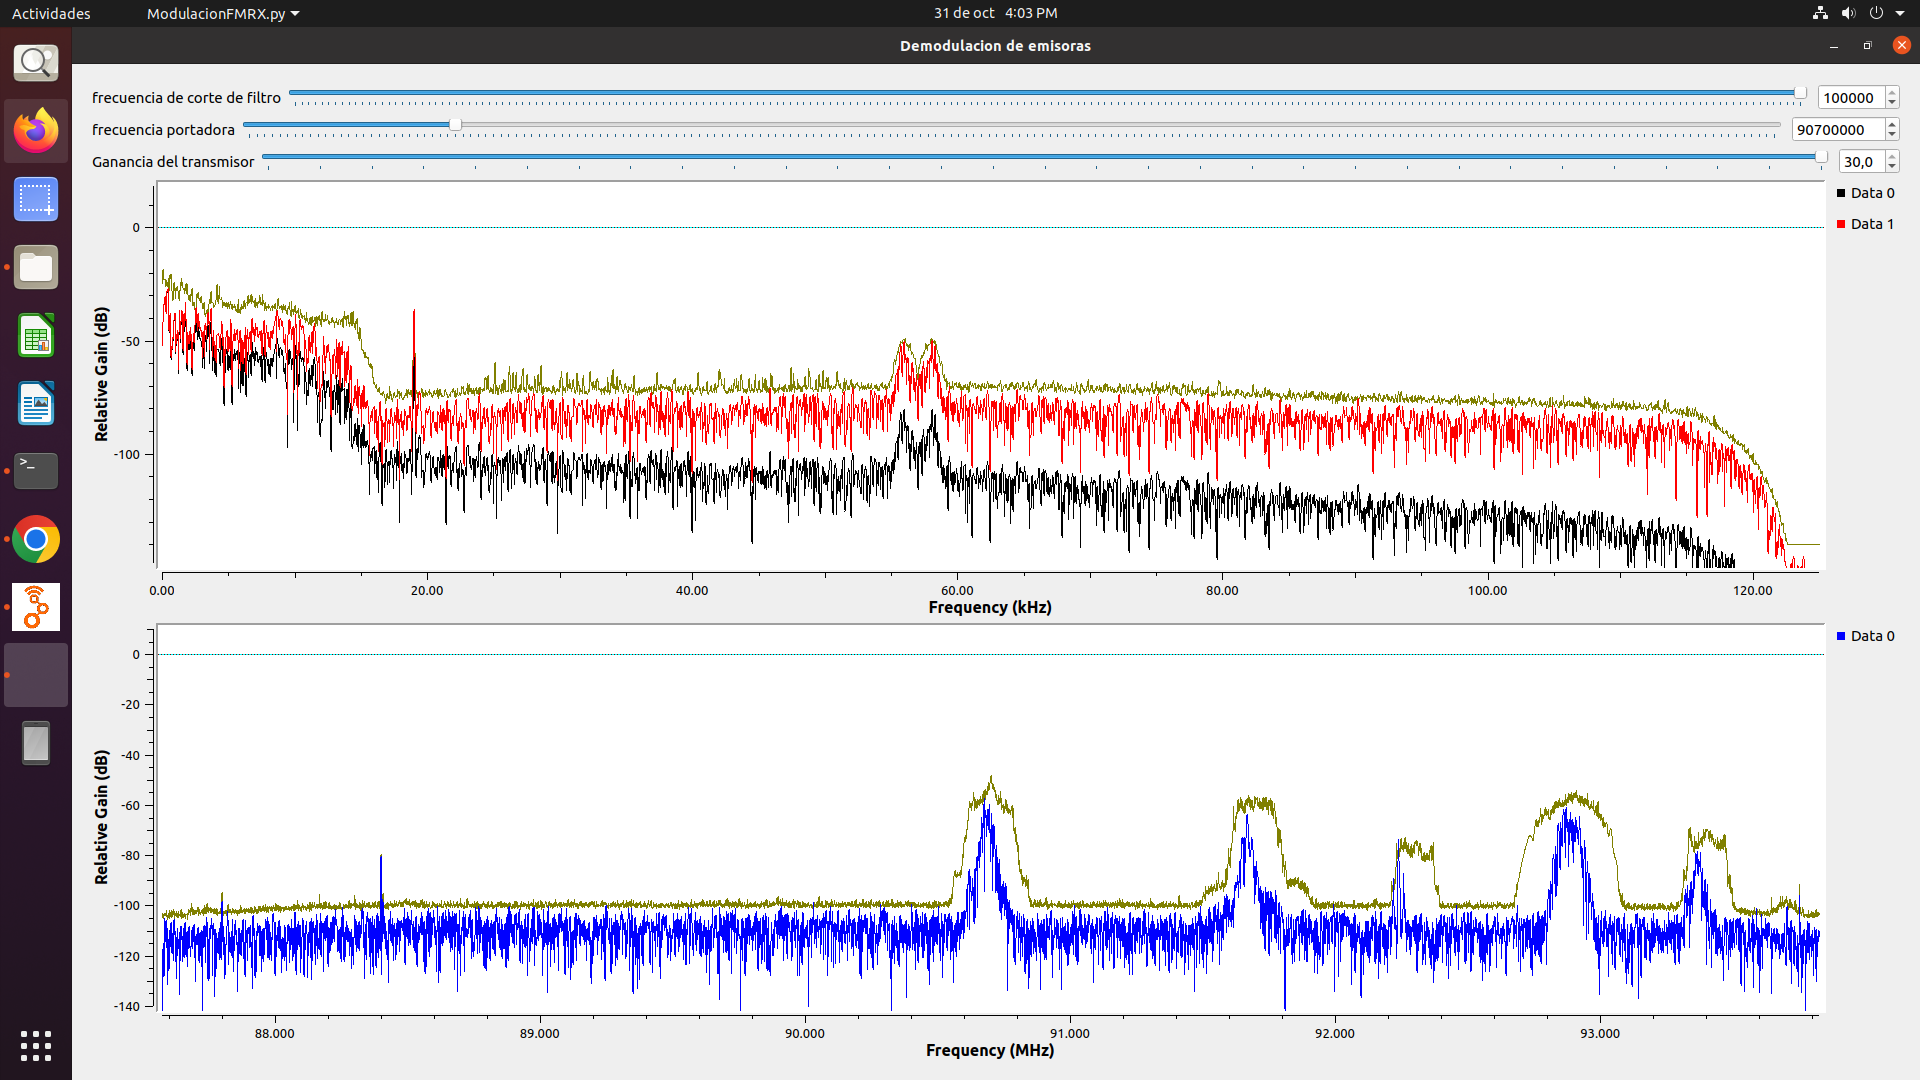 Actividades ModulacionFMRX.py 31 de oct 4:03 PM
Demodulacion de emisoras
frecuencia de corte de filtro 100000
frecuencia portadora 90700000
Ganancia del transmisor 30,0
Data 0
Data 1
Relative Gain (dB)
0
-50
-100
0.00 20.00 40.00 60.00 80.00 100.00 120.00
Frequency (kHz)
Data 0
Relative Gain (dB)
0
-20
-40
-60
-80
-100
-120
-140
88.000 89.000 90.000 91.000 92.000 93.000
Frequency (MHz)